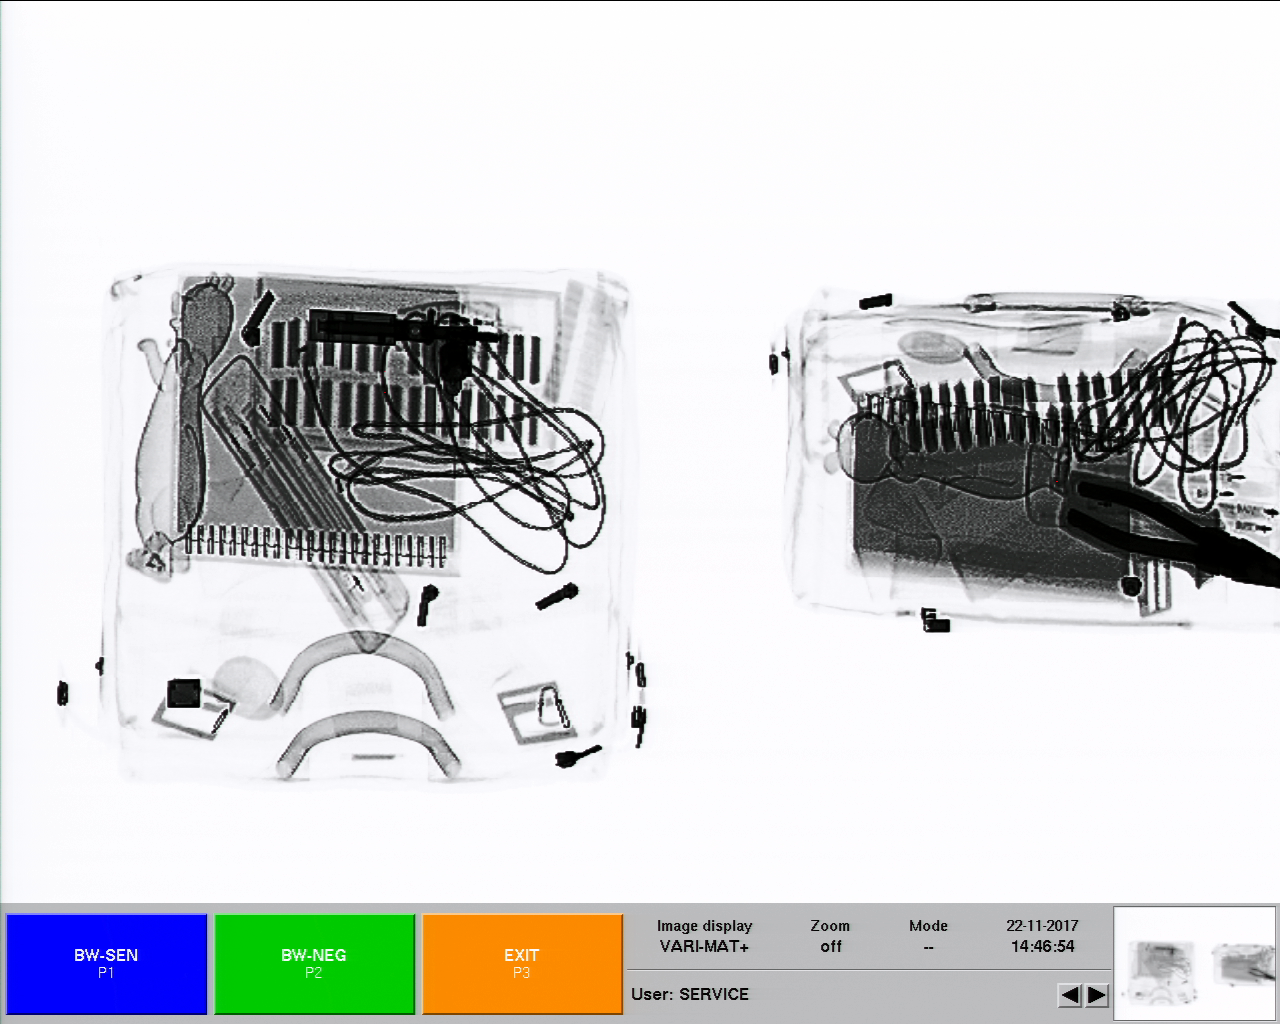 BW-SEN
P1
BW-NEG
P2
EXIT
P3
Image display
VARI-MAT+
Zoom
off
Mode
--
22-11-2017
14:46:54
User: SERVICE